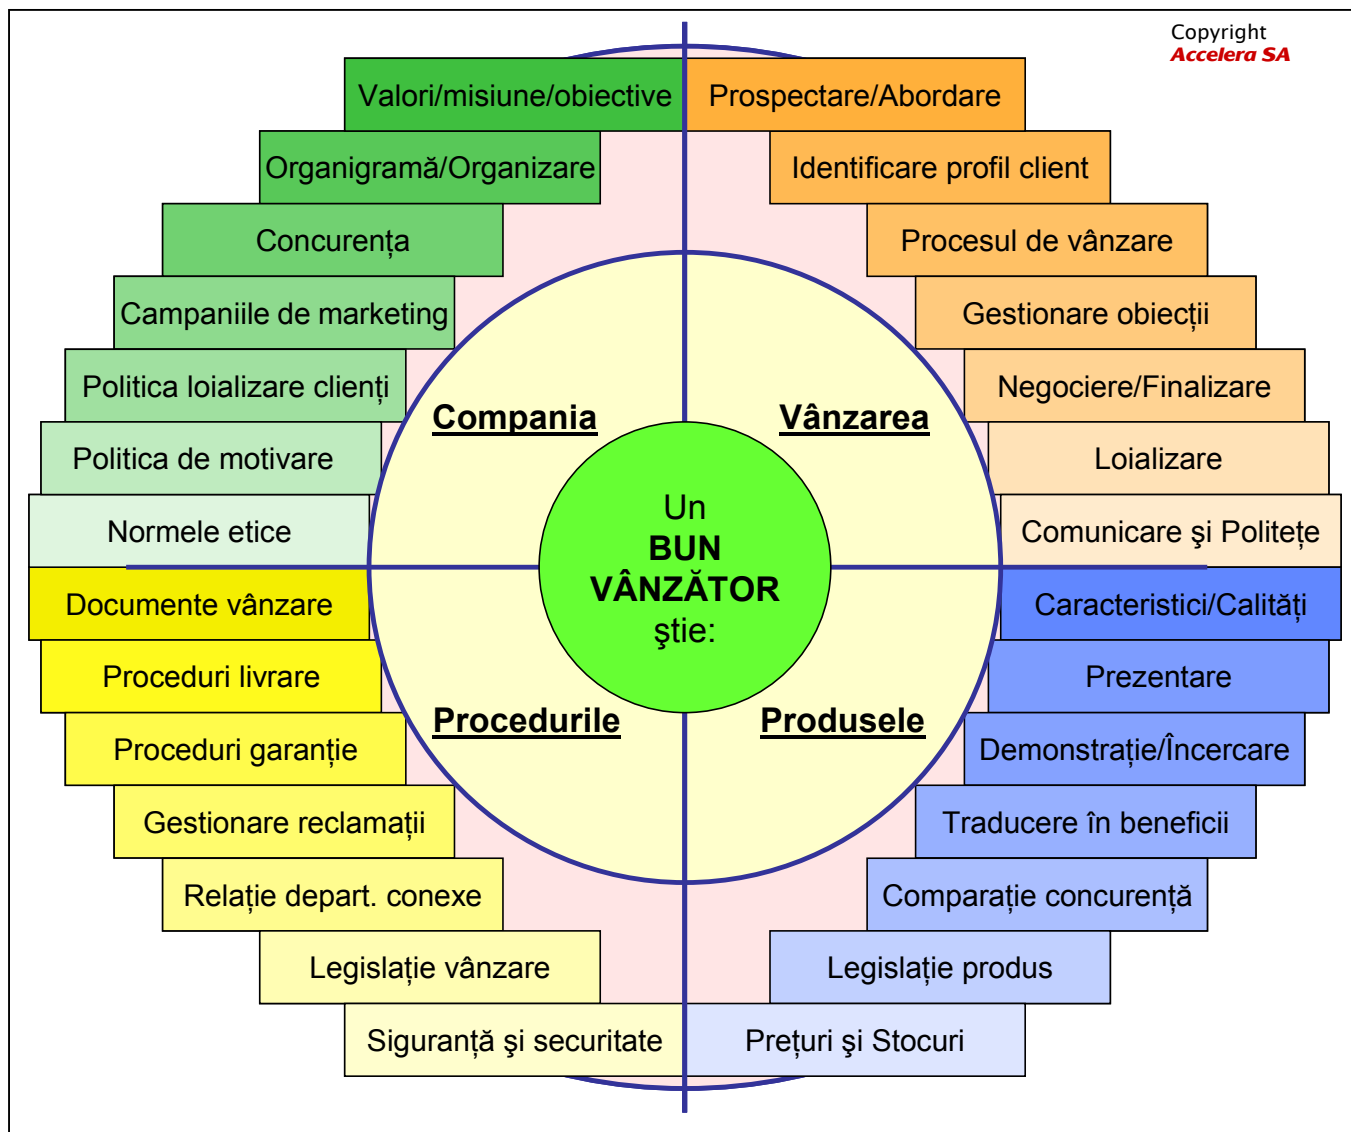 Copyright
Accelera SA
Valori/misiune/obiective
Organigramă/Organizare
Concurența
Campaniile de marketing
Politica loializare clienți
Politica de motivare
Normele etice
Prospectare/Abordare
Identificare profil client
Procesul de vânzare
Gestionare obiecții
Negociere/Finalizare
Loializare
Comunicare şi Politețe
Compania
Vânzarea
Un
BUN
VÂNZĂTOR
ştie:
Procedurile
Produsele
Documente vânzare
Proceduri livrare
Proceduri garanție
Gestionare reclamații
Relație depart. conexe
Legislație vânzare
Siguranță şi securitate
Caracteristici/Calități
Prezentare
Demonstrație/Încercare
Traducere în beneficii
Comparație concurență
Legislație produs
Prețuri şi Stocuri